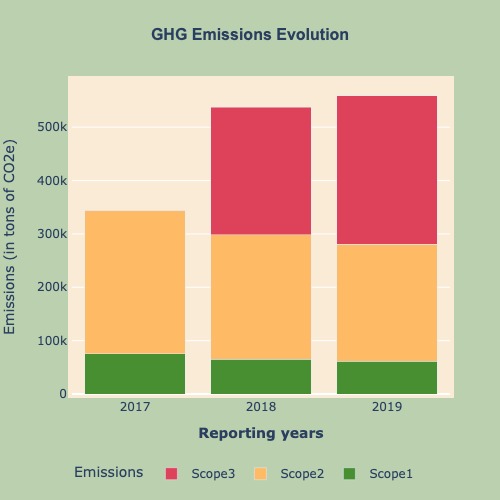 GHG Emissions Evolution
Emissions (in tons of CO2e)
500k
400k
300k
200k
100k
0
2017 2018 2019
Reporting years
Emissions Scope3 Scope2 Scope1